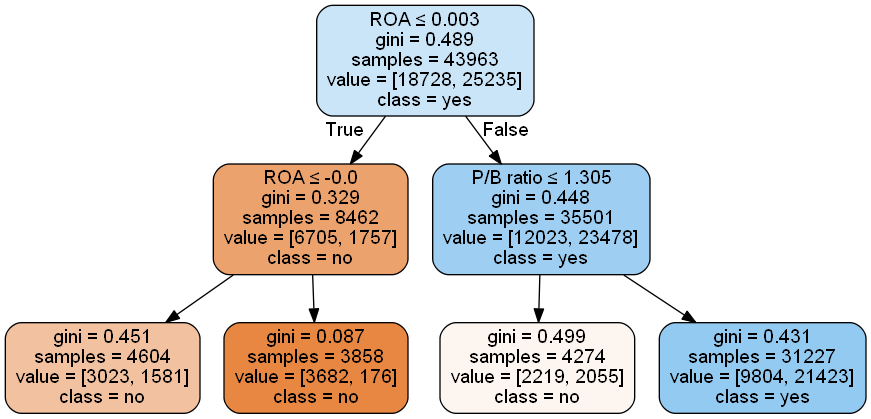 ROA ≤ 0.003
gini = 0.489
samples = 43963
value = [18728, 25235]
class = yes
True
False
ROA ≤ -0.0
gini = 0.329
samples = 8462
value = [6705, 1757]
class = no
P/B ratio ≤ 1.305
gini = 0.448
samples = 35501
value = [12023, 23478]
class = yes
gini = 0.451
samples = 4604
value = [3023, 1581]
class = no
gini = 0.087
samples = 3858
value = [3682, 176]
class = no
gini = 0.499
samples = 4274
value = [2219, 2055]
class = no
gini = 0.431
samples = 31227
value = [9804, 21423]
class = yes